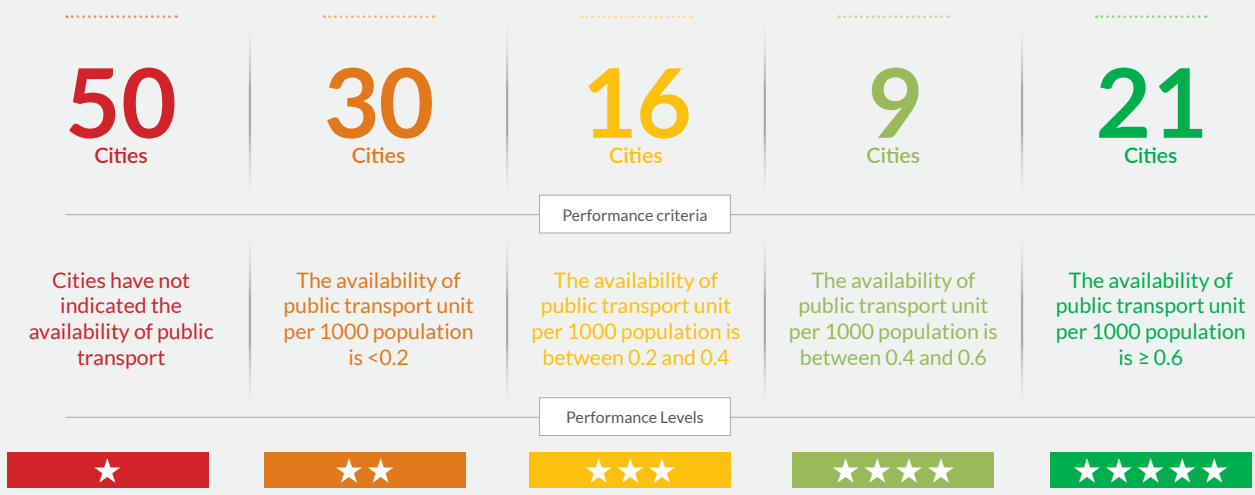 50
Cities
30
Cities
16
Cities
9
Cities
21
Cities
Performance criteria
Cities have not
indicated the
availability of public
transport
The availability of
public transport unit
per 1000 population
is <0.2
The availability of
public transport unit
per 1000 population is
between 0.2 and 0.4
The availability of
public transport unit
per 1000 population is
between 0.4 and 0.6
The availability of
public transport unit
per 1000 population
is ≥ 0.6
Performance Levels